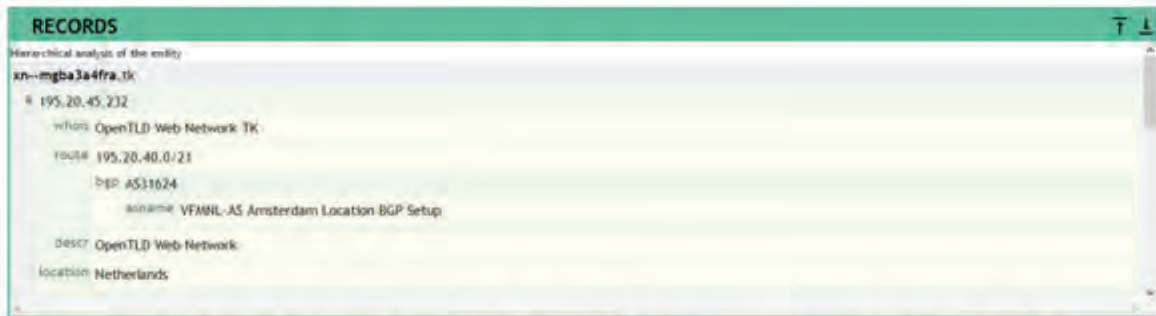 RECORDS
Hierarchical analysis of the entity
xn--mgba3a4fra.tk
a 195.20.45.232
whois OpenTLD Web Network TK
route 195.20.40.0/21
bgp AS31624
asname VFMNL-AS Amsterdam Location BGP Setup
descr OpenTLD Web Network
location Netherlands